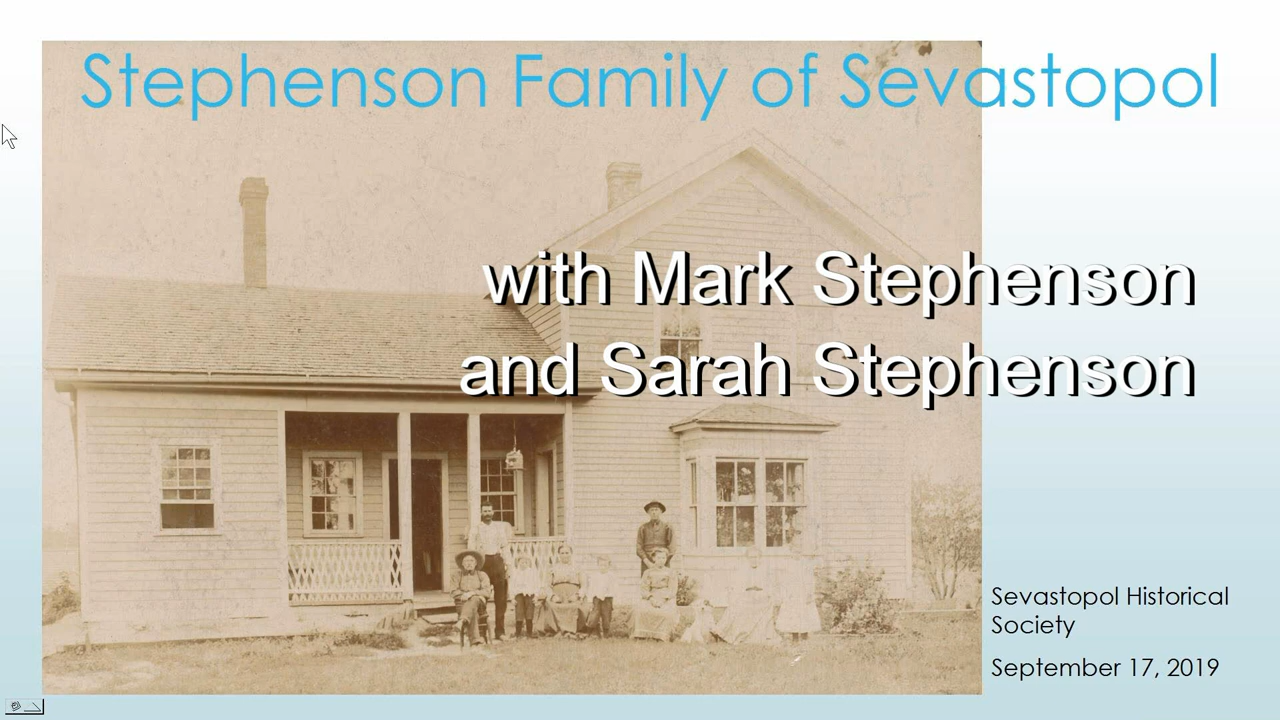 Stephenson Family of Sevastopol
with Mark Stephenson
and Sarah Stephenson
Sevastopol Historical
Society
September 17, 2019